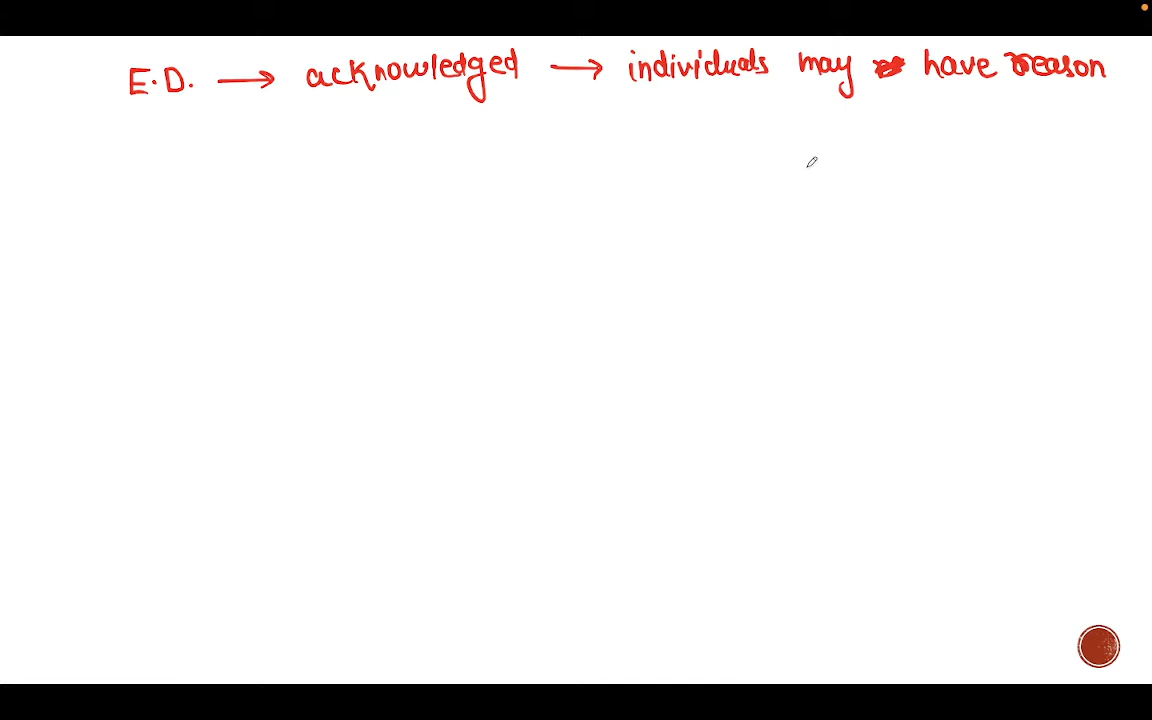 E.D. → acknowledged → individuals may have reason